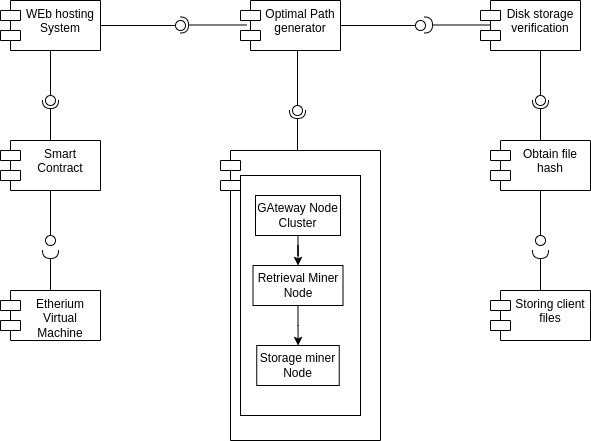 WEb hosting
System
Optimal Path
generator
Disk storage
verification
Smart
Contract
Obtain file
hash
GAteway Node
Cluster
Retrieval Miner
Node
Etherium
Virtual
Machine
Storing client
files
Storage miner
Node